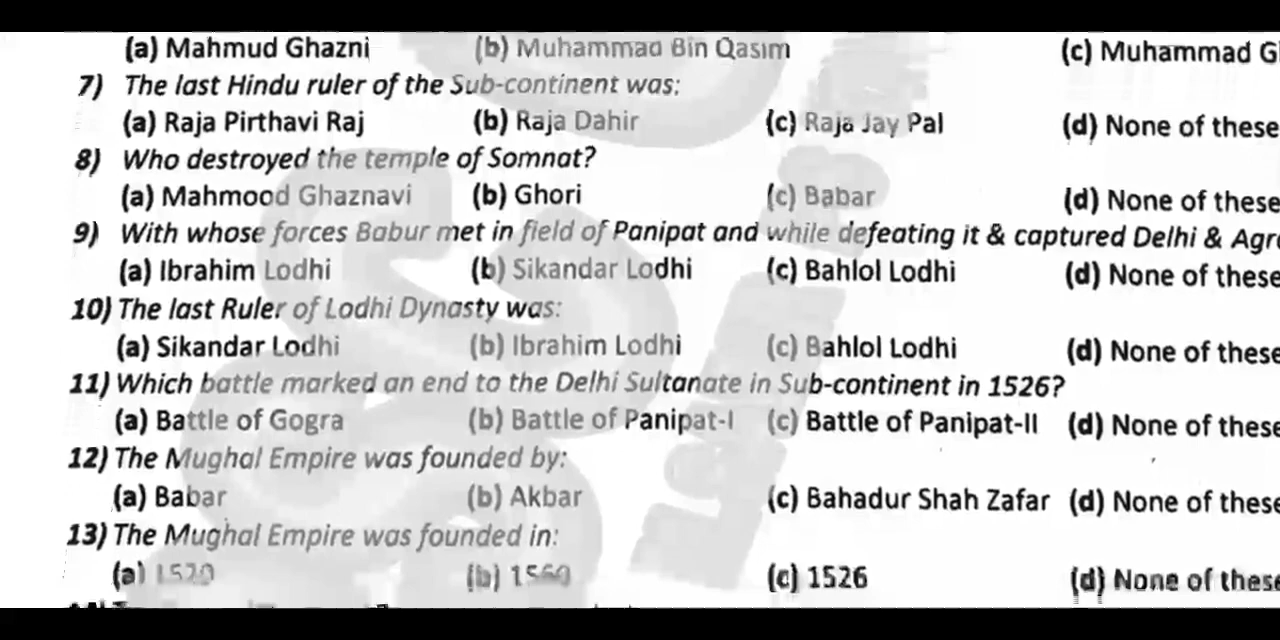 (a) Mahmud Ghazni (b) Muhammad Bin Qasim (c) Muhammad G
7) The last Hindu ruler of the Sub-continent was:
(a) Raja Pirthavi Raj (b) Raja Dahir (c) Raja Jay Pal (d) None of these
8) Who destroyed the temple of Somnat?
(a) Mahmood Ghaznavi (b) Ghori (c) Babar (d) None of these
9) With whose forces Babur met in field of Panipat and while defeating it & captured Delhi & Agr
(a) Ibrahim Lodhi (b) Sikandar Lodhi (c) Bahlol Lodhi (d) None of these
10) The last Ruler of Lodhi Dynasty was:
(a) Sikandar Lodhi (b) Ibrahim Lodhi (c) Bahlol Lodhi (d) None of these
11) Which battle marked an end to the Delhi Sultanate in Sub-continent in 1526?
(a) Battle of Gogra (b) Battle of Panipat-I (c) Battle of Panipat-II (d) None of these
12) The Mughal Empire was founded by:
(a) Babar (b) Akbar (c) Bahadur Shah Zafar (d) None of these
13) The Mughal Empire was founded in:
(a) (b) (c) 1526 (d) None of these